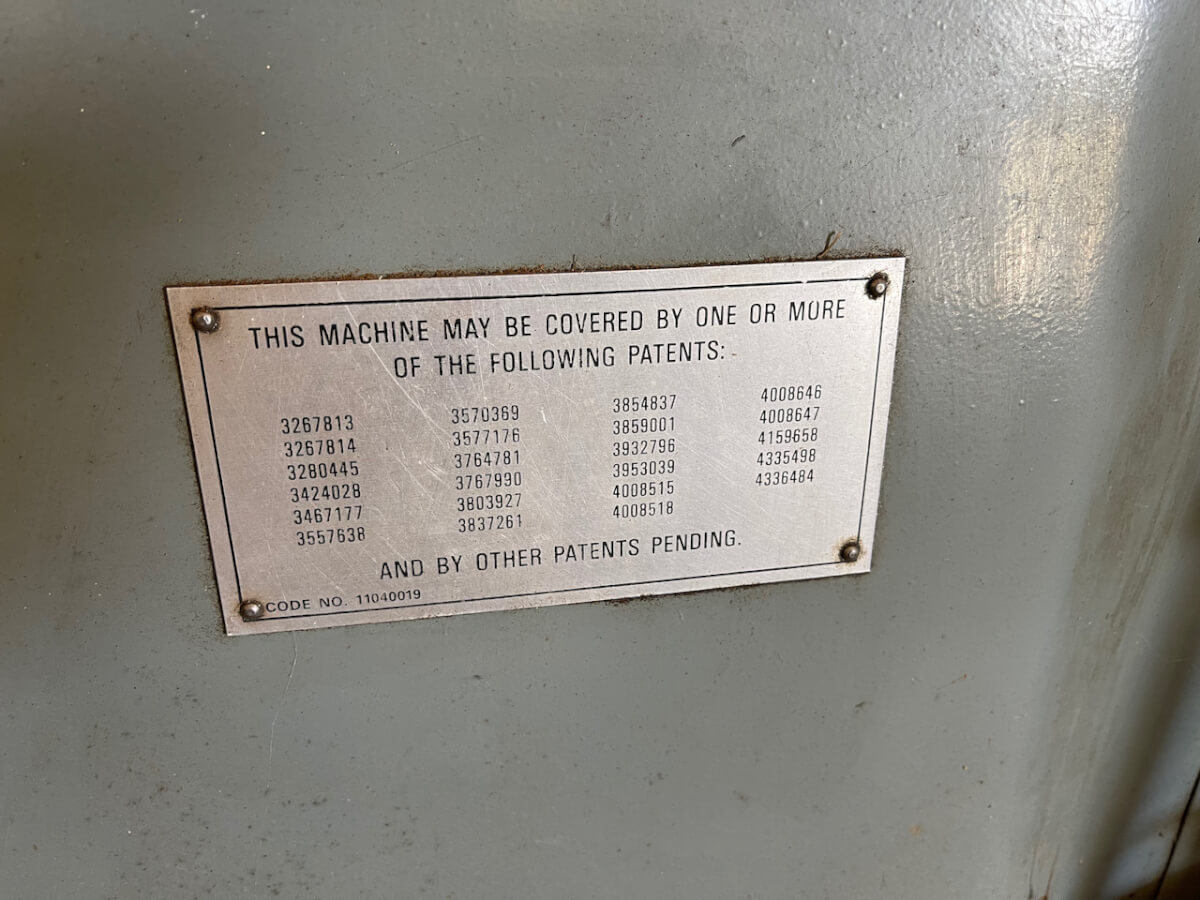 THIS MACHINE MAY BE COVERED BY ONE OR MORE
OF THE FOLLOWING PATENTS:
3267813 3570369 3854837 4008646
3267814 3577176 3859001 4008647
3280445 3764781 3932796 4159658
3424028 3767990 3953039 4335498
3467177 3803927 4008515 4336484
3557638 3837261 4008518
AND BY OTHER PATENTS PENDING.
CODE NO. 11040019